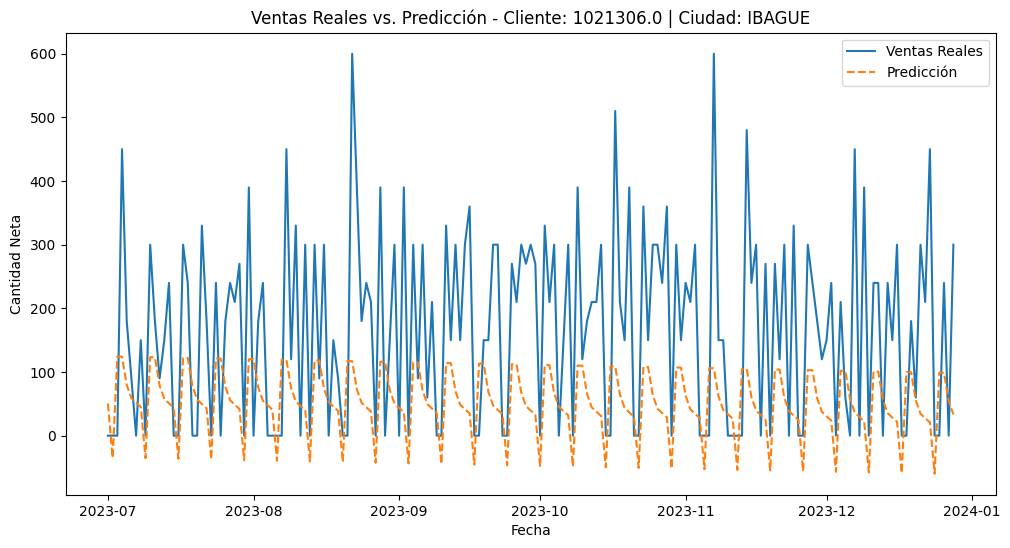 Ventas Reales vs. Predicción - Cliente: 1021306.0 | Ciudad: IBAGUE
Ventas Reales
Predicción
Cantidad Neta
600
500
400
300
200
100
0
2023-07
2023-08
2023-09
2023-10
2023-11
2023-12
2024-01
Fecha